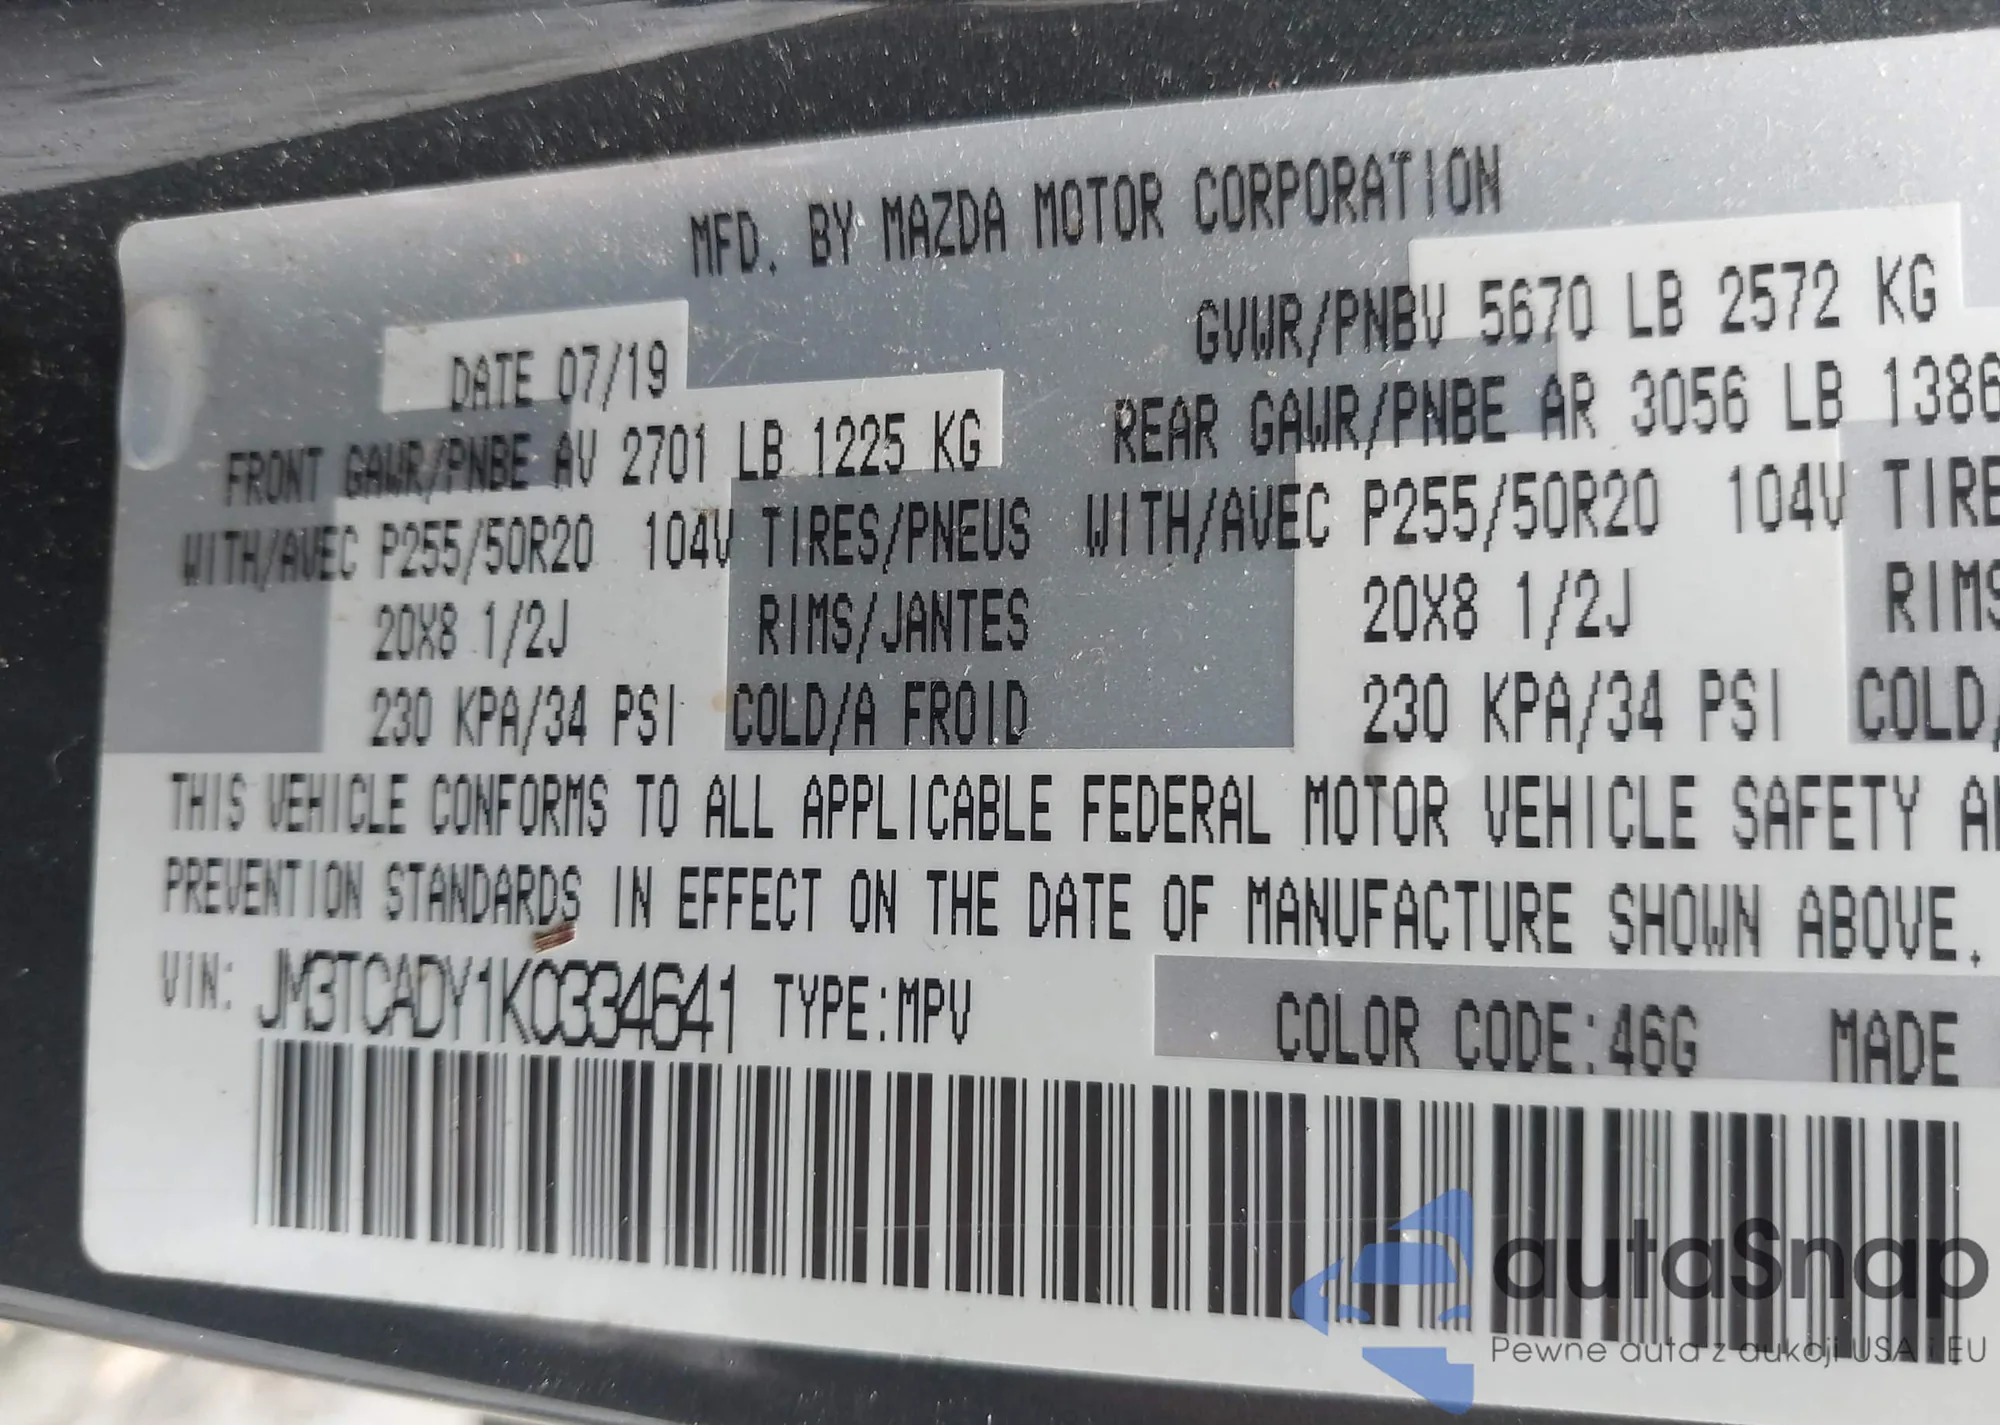 MFD. BY MAZDA MOTOR CORPORATION
DATE 07/19 GVWR/PNBV 5670 LB 2572 KG
FRONT GAWR/PNBE AV 2701 LB 1225 KG REAR GAWR/PNBE AR 3056 LB 1386
WITH/AVEC P255/50R20 104V TIRES/PNEUS WITH/AVEC P255/50R20 104V TIRE
20X8 1/2J RIMS/JANTES 20X8 1/2J RIMS
230 KPA/34 PSI COLD/A FROID 230 KPA/34 PSI COLD/
THIS VEHICLE CONFORMS TO ALL APPLICABLE FEDERAL MOTOR VEHICLE SAFETY AN
PREVENTION STANDARDS IN EFFECT ON THE DATE OF MANUFACTURE SHOWN ABOVE.
VIN: JM3TCADY1K0334641 TYPE:MPV COLOR CODE:46G MADE
autaSnap
Pewne auta z aukcji USA i EU